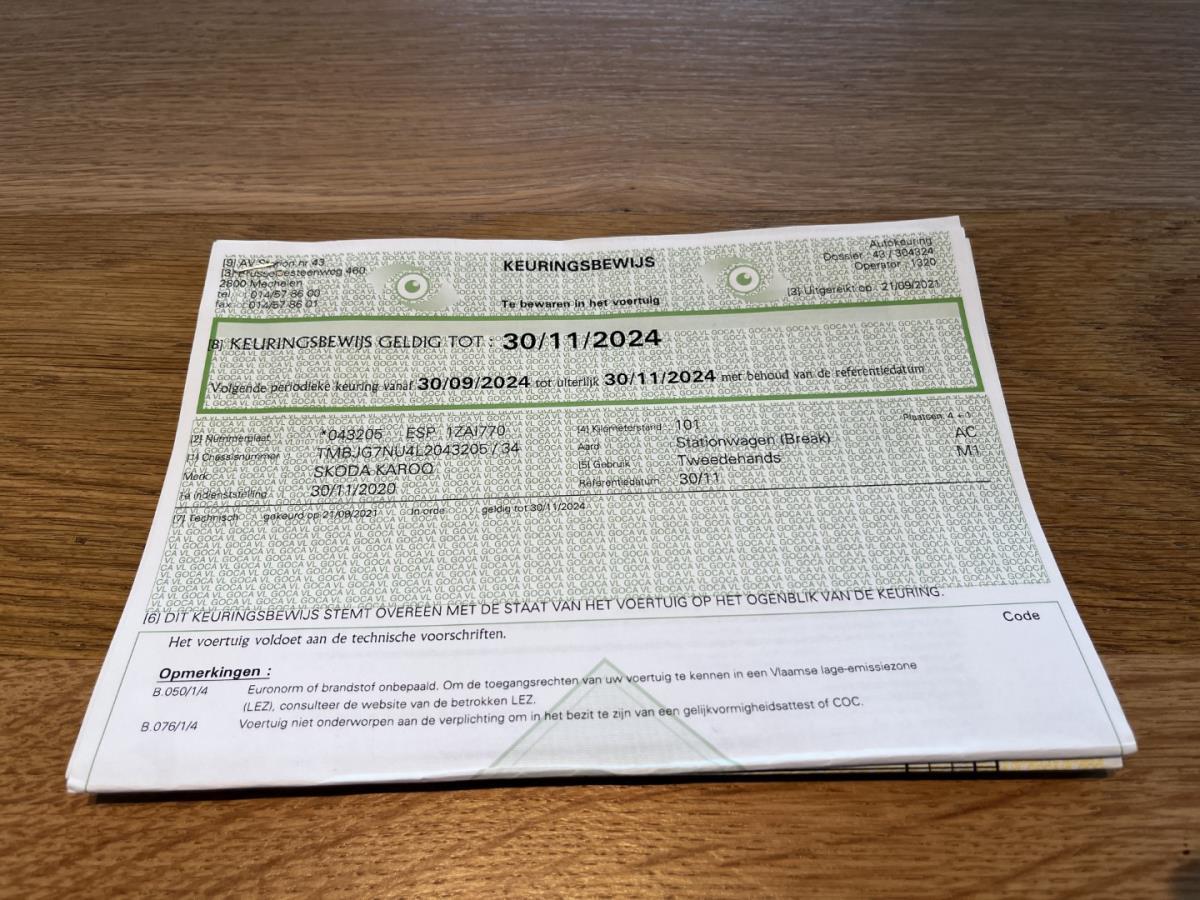 [9] AV Station nr 43
[3] Brusselsesteenweg 460
2800 Mechelen
tel : 014/57 86 00
fax : 014/57 86 01
KEURINGSBEWIJS
Te bewaren in het voertuig
Autokeuring
Dossier : 43 / 304324
Operator : 1320
[3] Uitgereikt op : 21/09/2021
[8] KEURINGSBEWIJS GELDIG TOT : 30/11/2024
Volgende periodieke keuring vanaf 30/09/2024 tot uiterlijk 30/11/2024 met behoud van de referentiedatum
[2] Nummerplaat *043205 ESP 1ZAI770 [4] Kilometerstand 101 Plaatsen 4 + 1
[1] Chassisnummer TMBJG7NU4L2043205 / 34 Aard Stationwagen (Break) AC
Merk SKODA KAROQ [5] Gebruik Tweedehands M1
1e indienststelling 30/11/2020 Referentiedatum 30/11
[7] Technisch gekeurd op 21/09/2021 In orde geldig tot 30/11/2024
[6] DIT KEURINGSBEWIJS STEMT OVEREEN MET DE STAAT VAN HET VOERTUIG OP HET OGENBLIK VAN DE KEURING.
Het voertuig voldoet aan de technische voorschriften. Code
Opmerkingen :
B.050/1/4 Euronorm of brandstof onbepaald. Om de toegangsrechten van uw voertuig te kennen in een Vlaamse lage-emissiezone
(LEZ), consulteer de website van de betrokken LEZ.
B.076/1/4 Voertuig niet onderworpen aan de verplichting om in het bezit te zijn van een gelijkvormigheidsattest of COC.